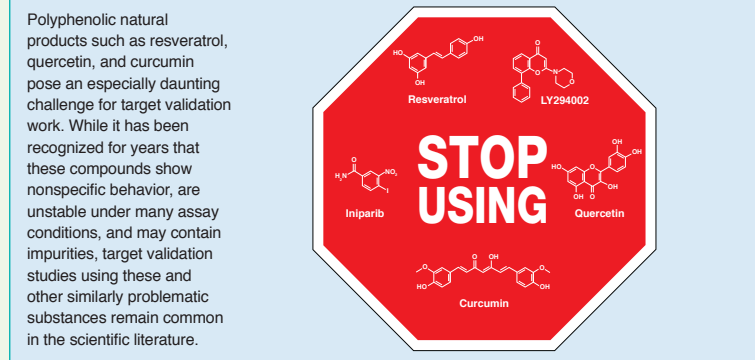 Polyphenolic natural
products such as resveratrol,
quercetin, and curcumin
pose an especially daunting
challenge for target validation
work. While it has been
recognized for years that
these compounds show
nonspecific behavior, are
unstable under many assay
conditions, and may contain
impurities, target validation
studies using these and
other similarly problematic
substances remain common
in the scientific literature.
HO
OH
OH
Resveratrol
O
O
N
O
LY294002
STOP
USING
O
H₂N
NO₂
I
Iniparib
OH
OH
HO
O
OH
OH
O
Quercetin
O
OH
O
O
HO
OH
Curcumin